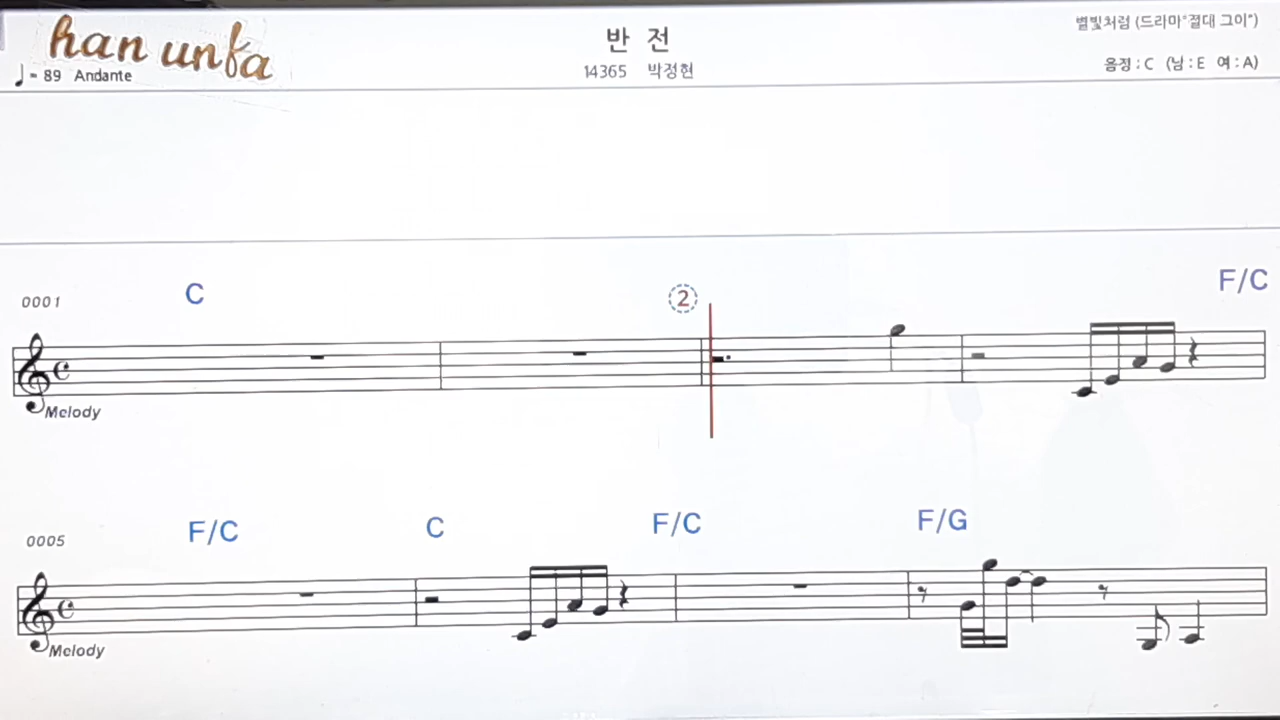 han unfa
♩= 89 Andante
반 전
14365 박정현
별빛처럼 (드라마"절대 그이")
음정 : C (남 : E 여 : A)
0001 C ② F/C
Melody
0005 F/C C F/C F/G
Melody